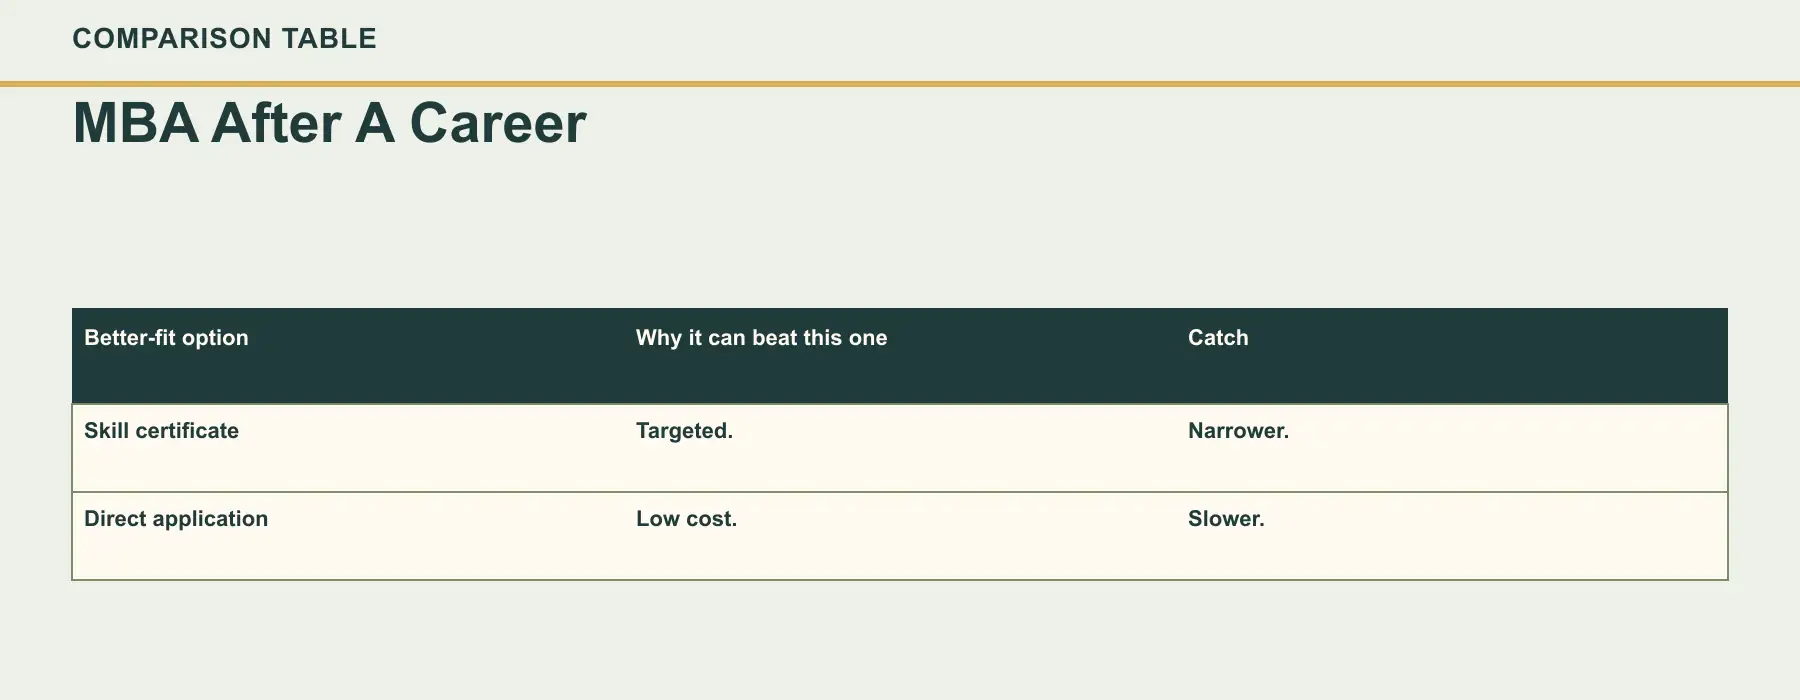 COMPARISON TABLE
MBA After A Career
Better-fit option Why it can beat this one Catch
Skill certificate Targeted. Narrower.
Direct application Low cost. Slower.